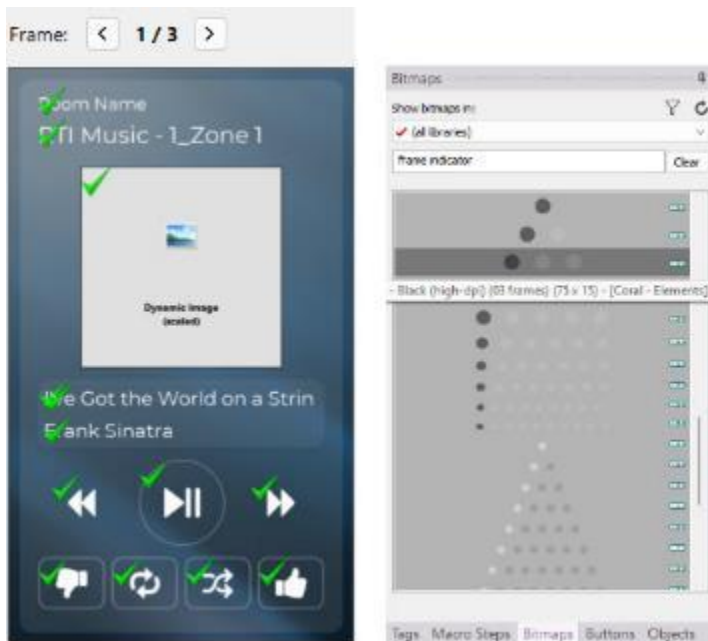 Frame: < 1 / 3 >
Room Name
RTI Music - 1_Zone 1
Dynamic Image
(scaled)
I've Got the World on a Strin
Frank Sinatra
Bitmaps
Show bitmaps in:
(all libraries)
frame indicator
Clear
- Black (high-dpi) (03 frames) (75 x 15) - [Coral - Elements]
Tags Macro Steps Bitmaps Buttons Objects